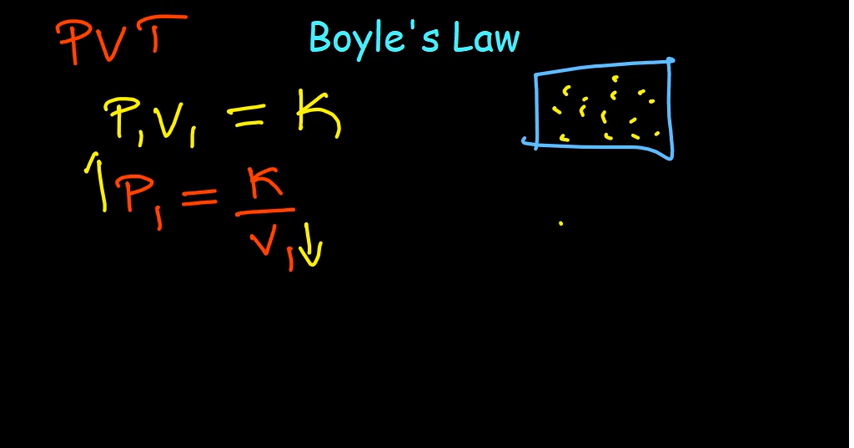 PVT
Boyle's Law
P₁V₁ = K
↑P₁ = K/V₁↓